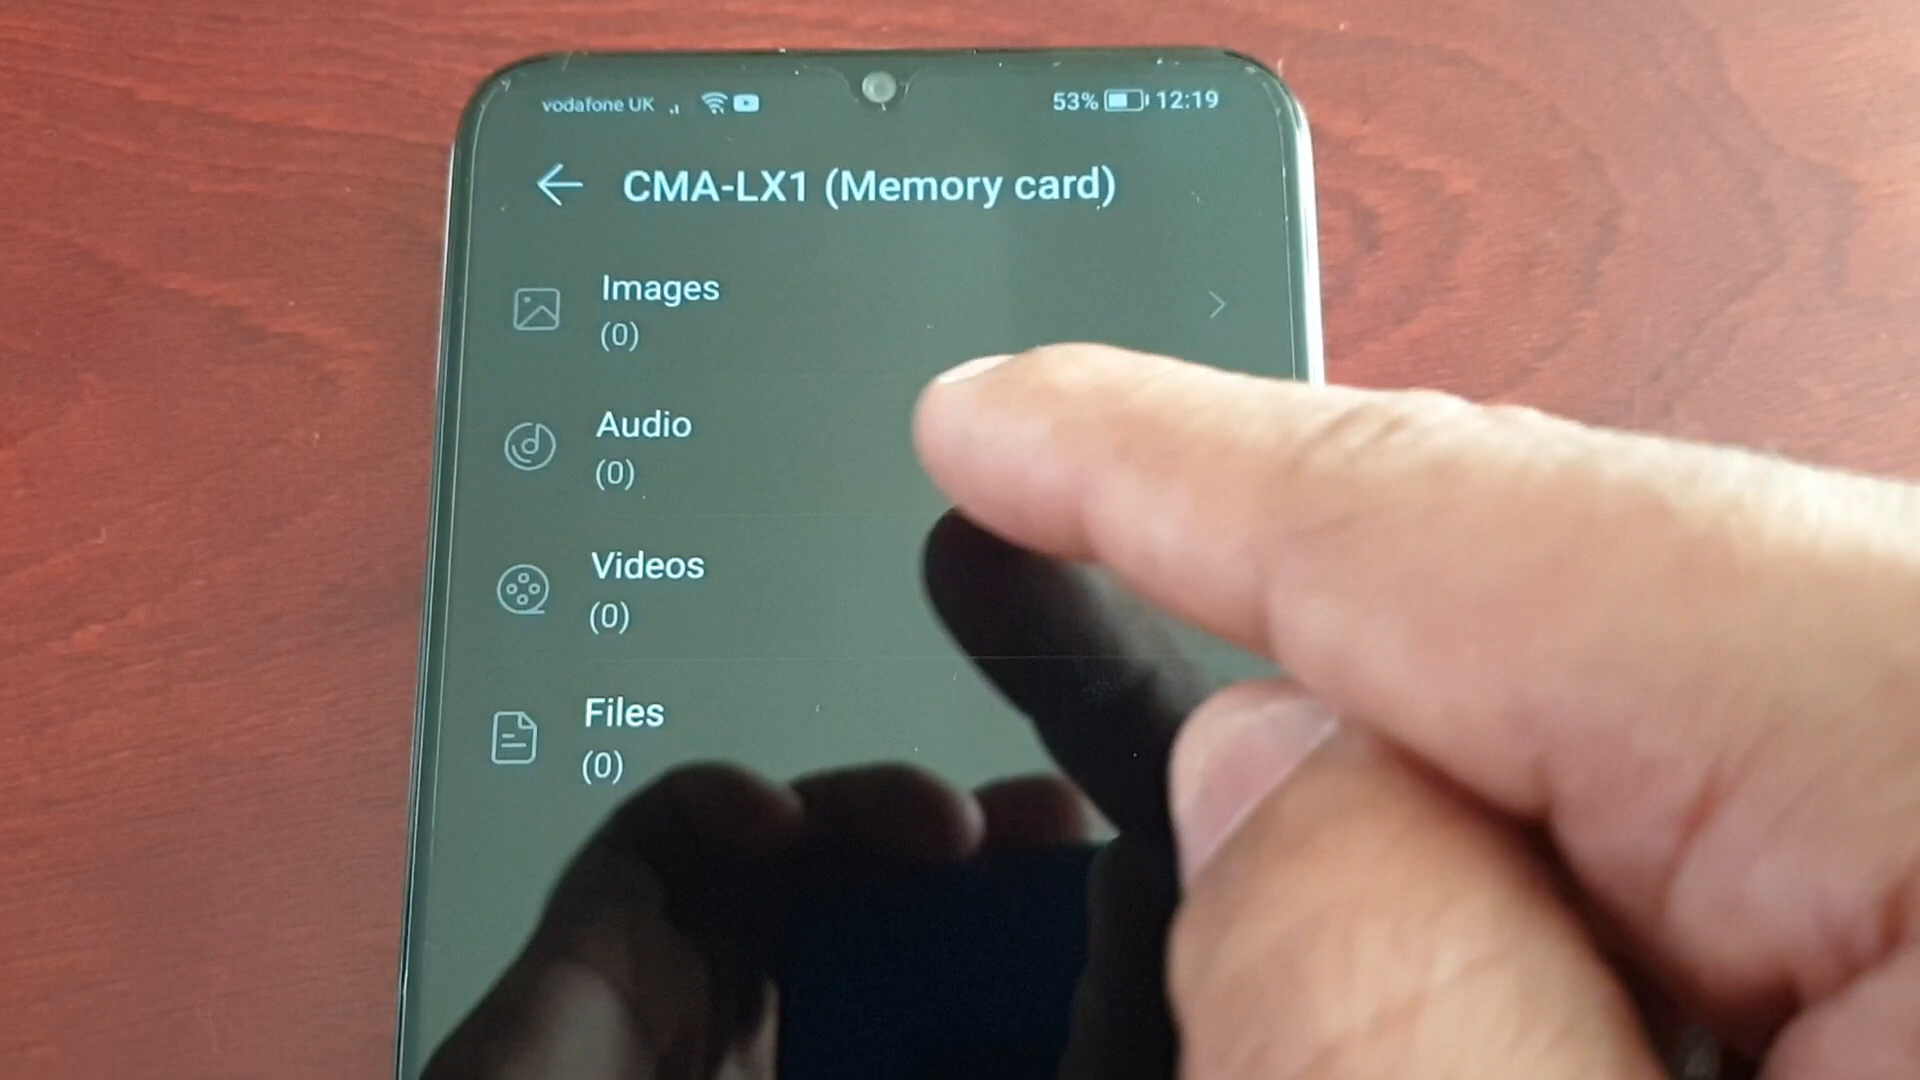 vodafone UK
53% 12:19
CMA-LX1 (Memory card)
Images
(0)
Audio
(0)
Videos
(0)
Files
(0)